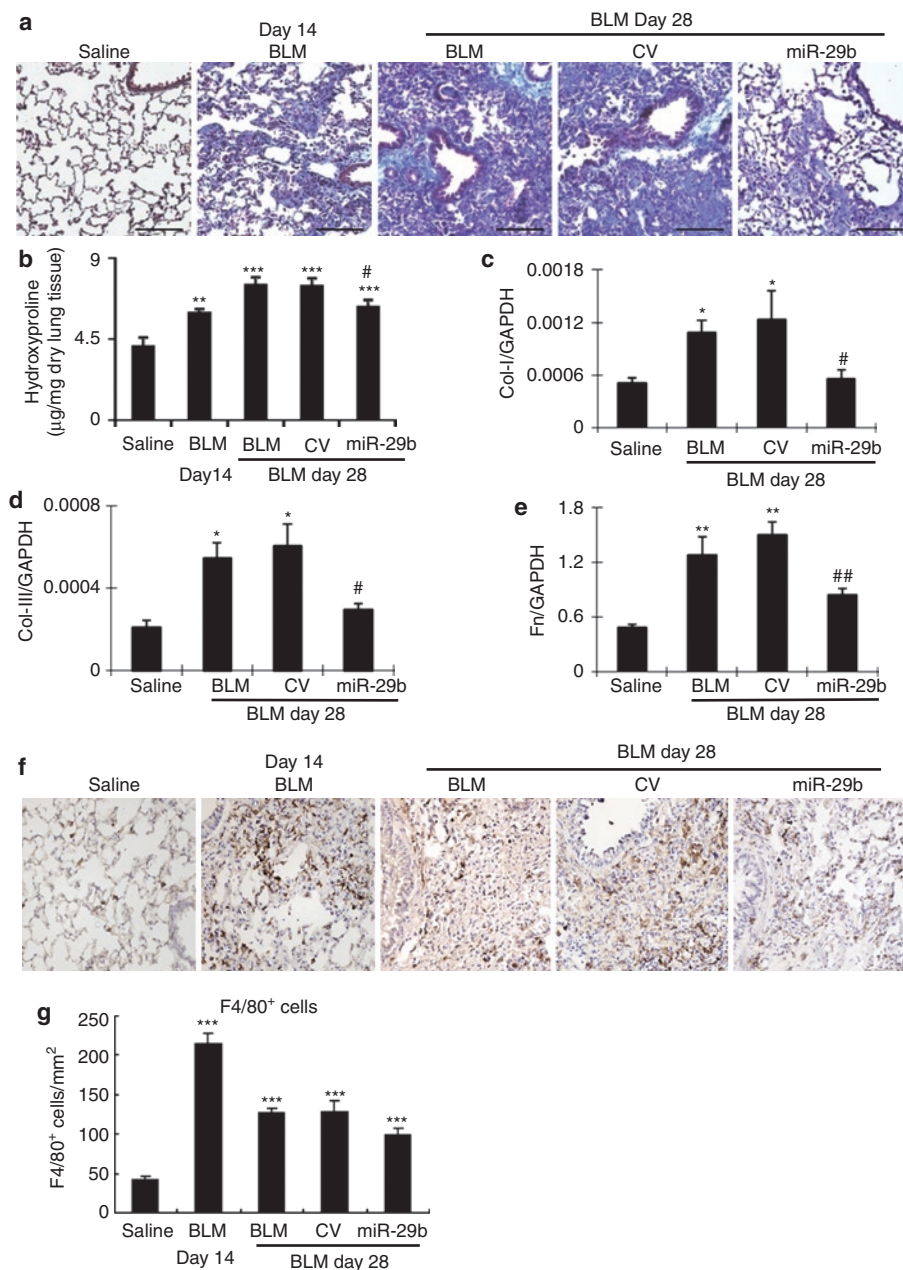 a
Day 14
BLM Day 28
Saline
BLM
BLM
CV
miR-29b
b
Hydroxyproline
(µg/mg dry lung tissue)
9
4.5
0
**
***
***
#
***
Saline
BLM
BLM
CV
miR-29b
Day14
BLM day 28
c
Col-I/GAPDH
0.0018
0.0012
0.0006
0
*
*
#
Saline
BLM
CV
miR-29b
BLM day 28
d
Col-III/GAPDH
0.0008
0.0004
0
*
*
#
Saline
BLM
CV
miR-29b
BLM day 28
e
Fn/GAPDH
1.8
1.2
0.6
0
**
**
##
Saline
BLM
CV
miR-29b
BLM day 28
f
Day 14
BLM day 28
Saline
BLM
BLM
CV
miR-29b
g
F4/80+ cells
F4/80+ cells/mm2
250
200
150
100
50
0
***
***
***
***
Saline
BLM
BLM
CV
miR-29b
Day 14
BLM day 28